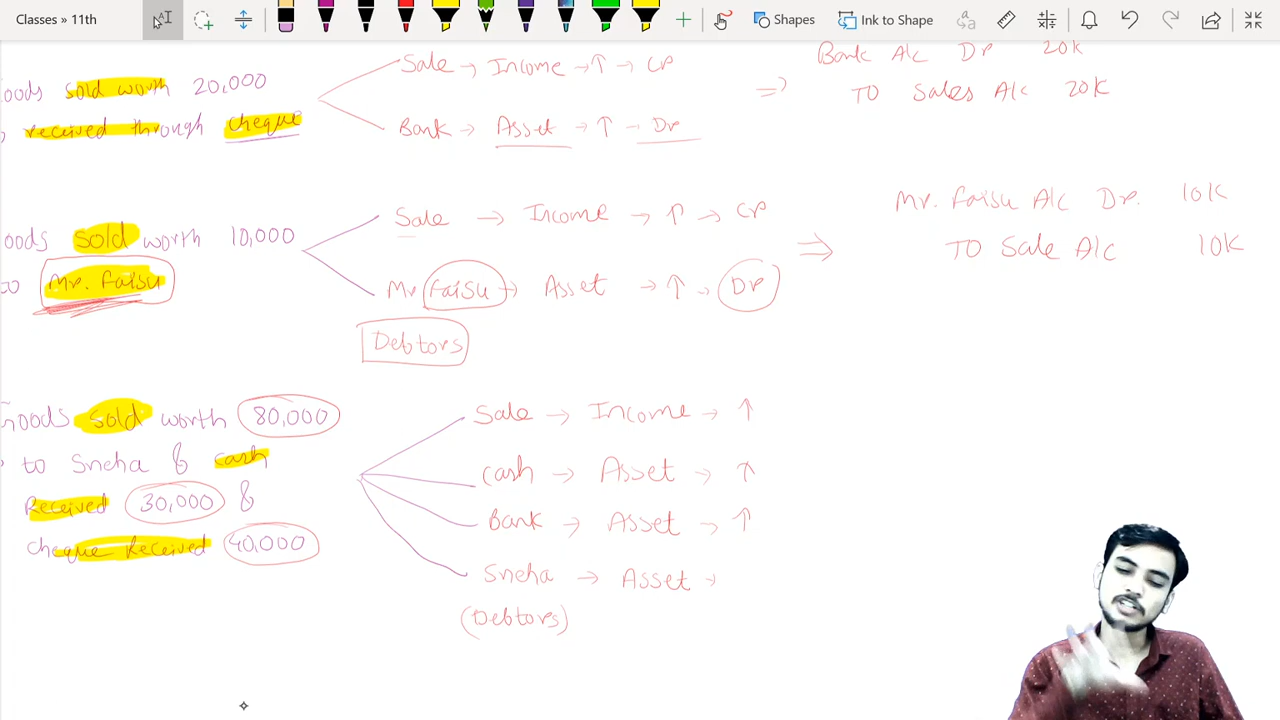 Classes » 11th
Shapes
Ink to Shape
oods sold worth 20,000
received through cheque
Sale → Income → ↑ → Cr
Bank → Asset → ↑ → Dr
Bank A/c Dr 20K
⇒ TO Sales A/c 20K
oods sold worth 10,000
to Mr. Faisu
Sale → Income → ↑ → Cr
Mr Faisu → Asset → ↑ → Dr
Debtors
⇒ Mr. Faisu A/c Dr. 10K
TO Sale A/c 10K
Goods sold worth 80,000
to Sneha & cash
Received 30,000 &
cheque Received 40,000
Sale → Income → ↑
cash → Asset → ↑
Bank → Asset → ↑
Sneha → Asset →
(Debtors)